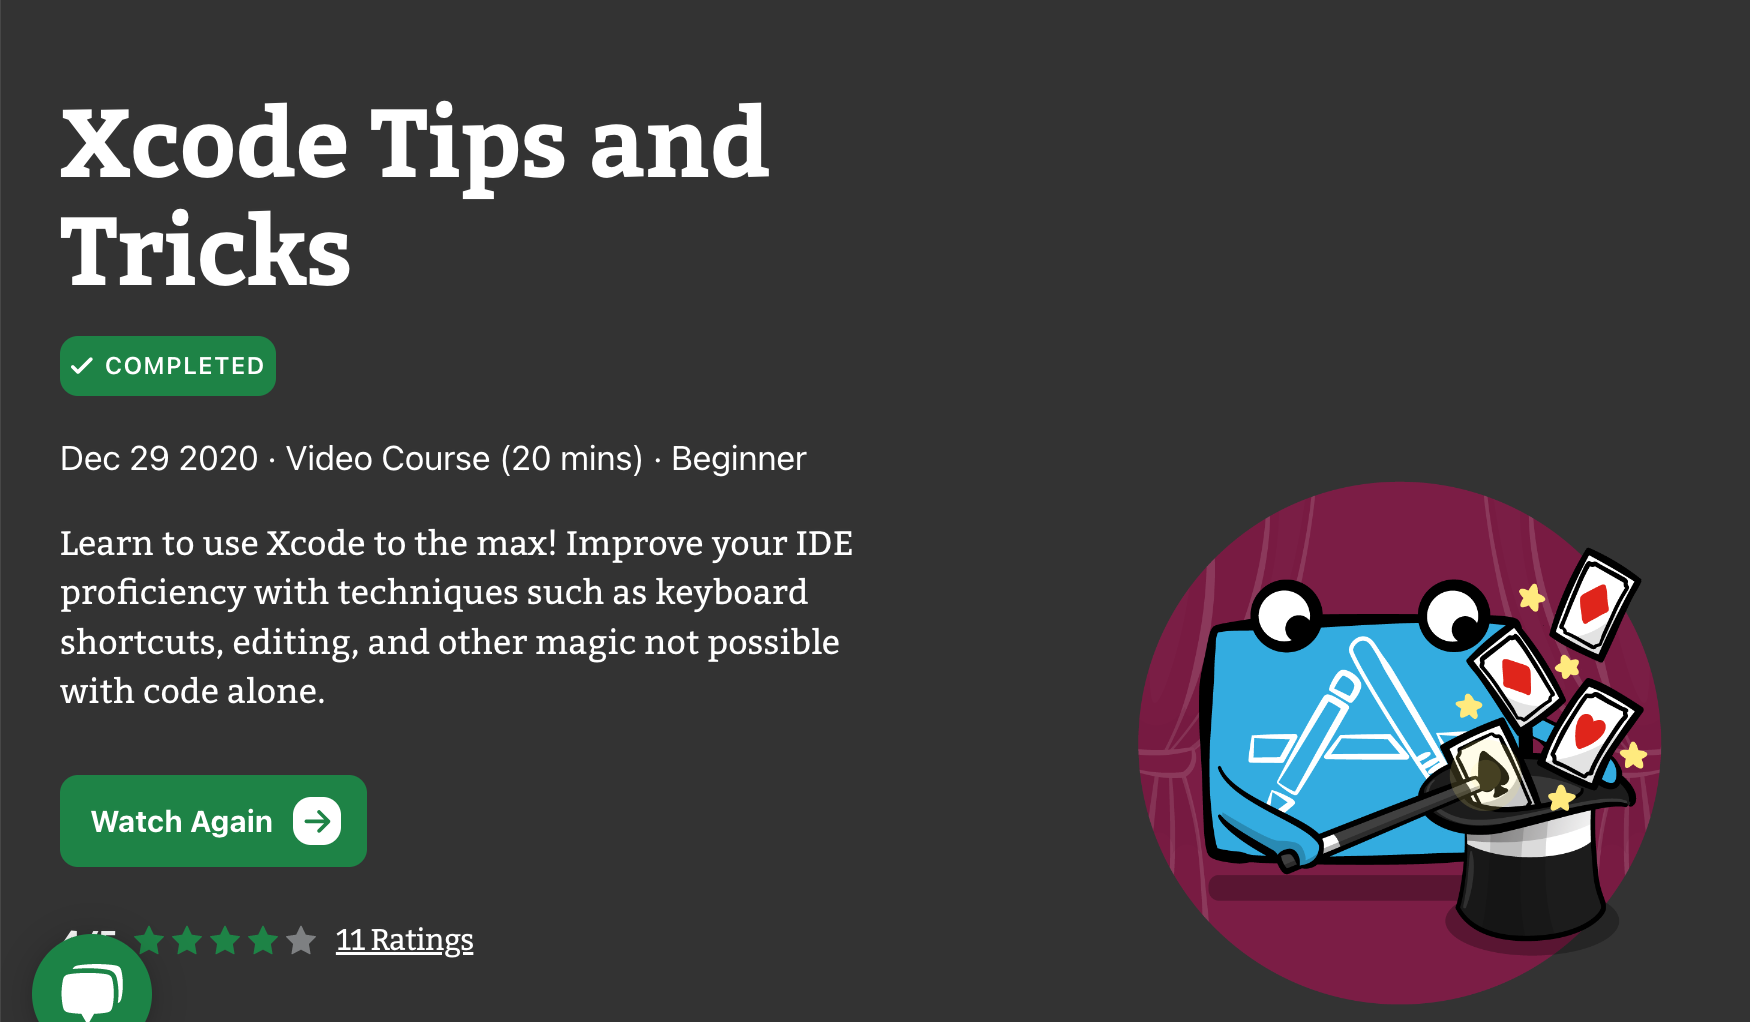 Xcode Tips and
Tricks
COMPLETED
Dec 29 2020 · Video Course (20 mins) · Beginner
Learn to use Xcode to the max! Improve your IDE
proficiency with techniques such as keyboard
shortcuts, editing, and other magic not possible
with code alone.
Watch Again
11 Ratings